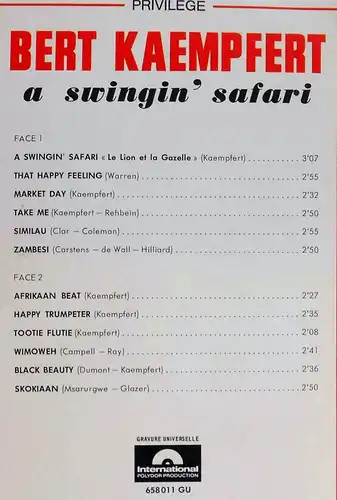 PRIVILEGE
BERT KAEMPFERT
a swingin' safari
FACE 1
A SWINGIN' SAFARI « Le Lion et la Gazelle » (Kaempfert) .......... 3'07
THAT HAPPY FEELING (Warren) .......... 2'55
MARKET DAY (Kaempfert) .......... 2'32
TAKE ME (Kaempfert – Rehbein) .......... 2'50
SIMILAU (Clar – Coleman) .......... 2'55
ZAMBESI (Carstens – de Wall – Hilliard) .......... 2'50
FACE 2
AFRIKAAN BEAT (Kaempfert) .......... 2'27
HAPPY TRUMPETER (Kaempfert) .......... 2'35
TOOTIE FLUTIE (Kaempfert) .......... 2'08
WIMOWEH (Campell – Ray) .......... 2'41
BLACK BEAUTY (Dumont – Kaempfert) .......... 2'36
SKOKIAAN (Msarurgwe – Glazer) .......... 2'50
GRAVURE UNIVERSELLE
International
POLYDOR PRODUCTION
658 011 GU